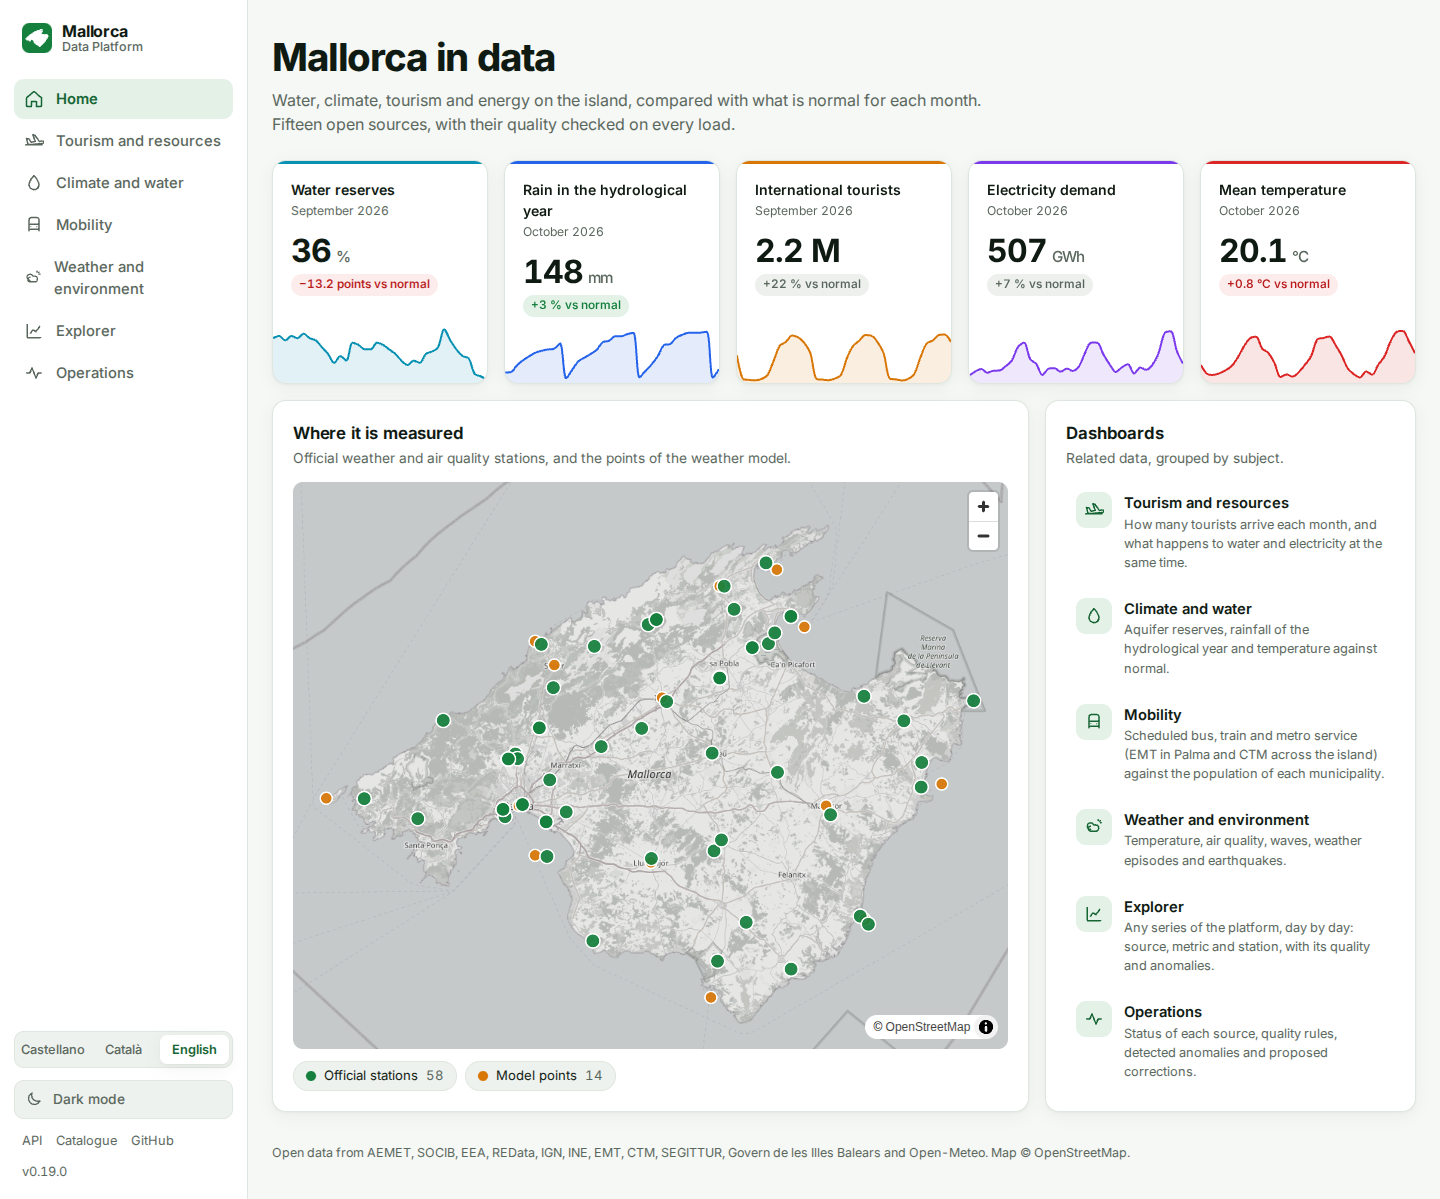 Mallorca
Data Platform
Home
Tourism and resources
Climate and water
Mobility
Weather and
environment
Explorer
Operations
Castellano Català English
Dark mode
API Catalogue GitHub
v0.19.0
Mallorca in data
Water, climate, tourism and energy on the island, compared with what is normal for each month.
Fifteen open sources, with their quality checked on every load.
Water reserves
September 2026
36 %
−13.2 points vs normal
Rain in the hydrological
year
October 2026
148 mm
+3 % vs normal
International tourists
September 2026
2.2 M
+22 % vs normal
Electricity demand
October 2026
507 GWh
+7 % vs normal
Mean temperature
October 2026
20.1 °C
+0.8 °C vs normal
Where it is measured
Official weather and air quality stations, and the points of the weather model.
+
−
Reserva
Marina
de la Península
de Llevant
sa Pobla
Ca'n Picafort
Marratxí
Mallorca
Santa Ponça
Felanitx
© OpenStreetMap
Official stations 58
Model points 14
Dashboards
Related data, grouped by subject.
Tourism and resources
How many tourists arrive each month, and
what happens to water and electricity at the
same time.
Climate and water
Aquifer reserves, rainfall of the
hydrological year and temperature against
normal.
Mobility
Scheduled bus, train and metro service
(EMT in Palma and CTM across the island)
against the population of each municipality.
Weather and environment
Temperature, air quality, waves, weather
episodes and earthquakes.
Explorer
Any series of the platform, day by day:
source, metric and station, with its quality
and anomalies.
Operations
Status of each source, quality rules,
detected anomalies and proposed
corrections.
Open data from AEMET, SOCIB, EEA, REData, IGN, INE, EMT, CTM, SEGITTUR, Govern de les Illes Balears and Open-Meteo. Map © OpenStreetMap.